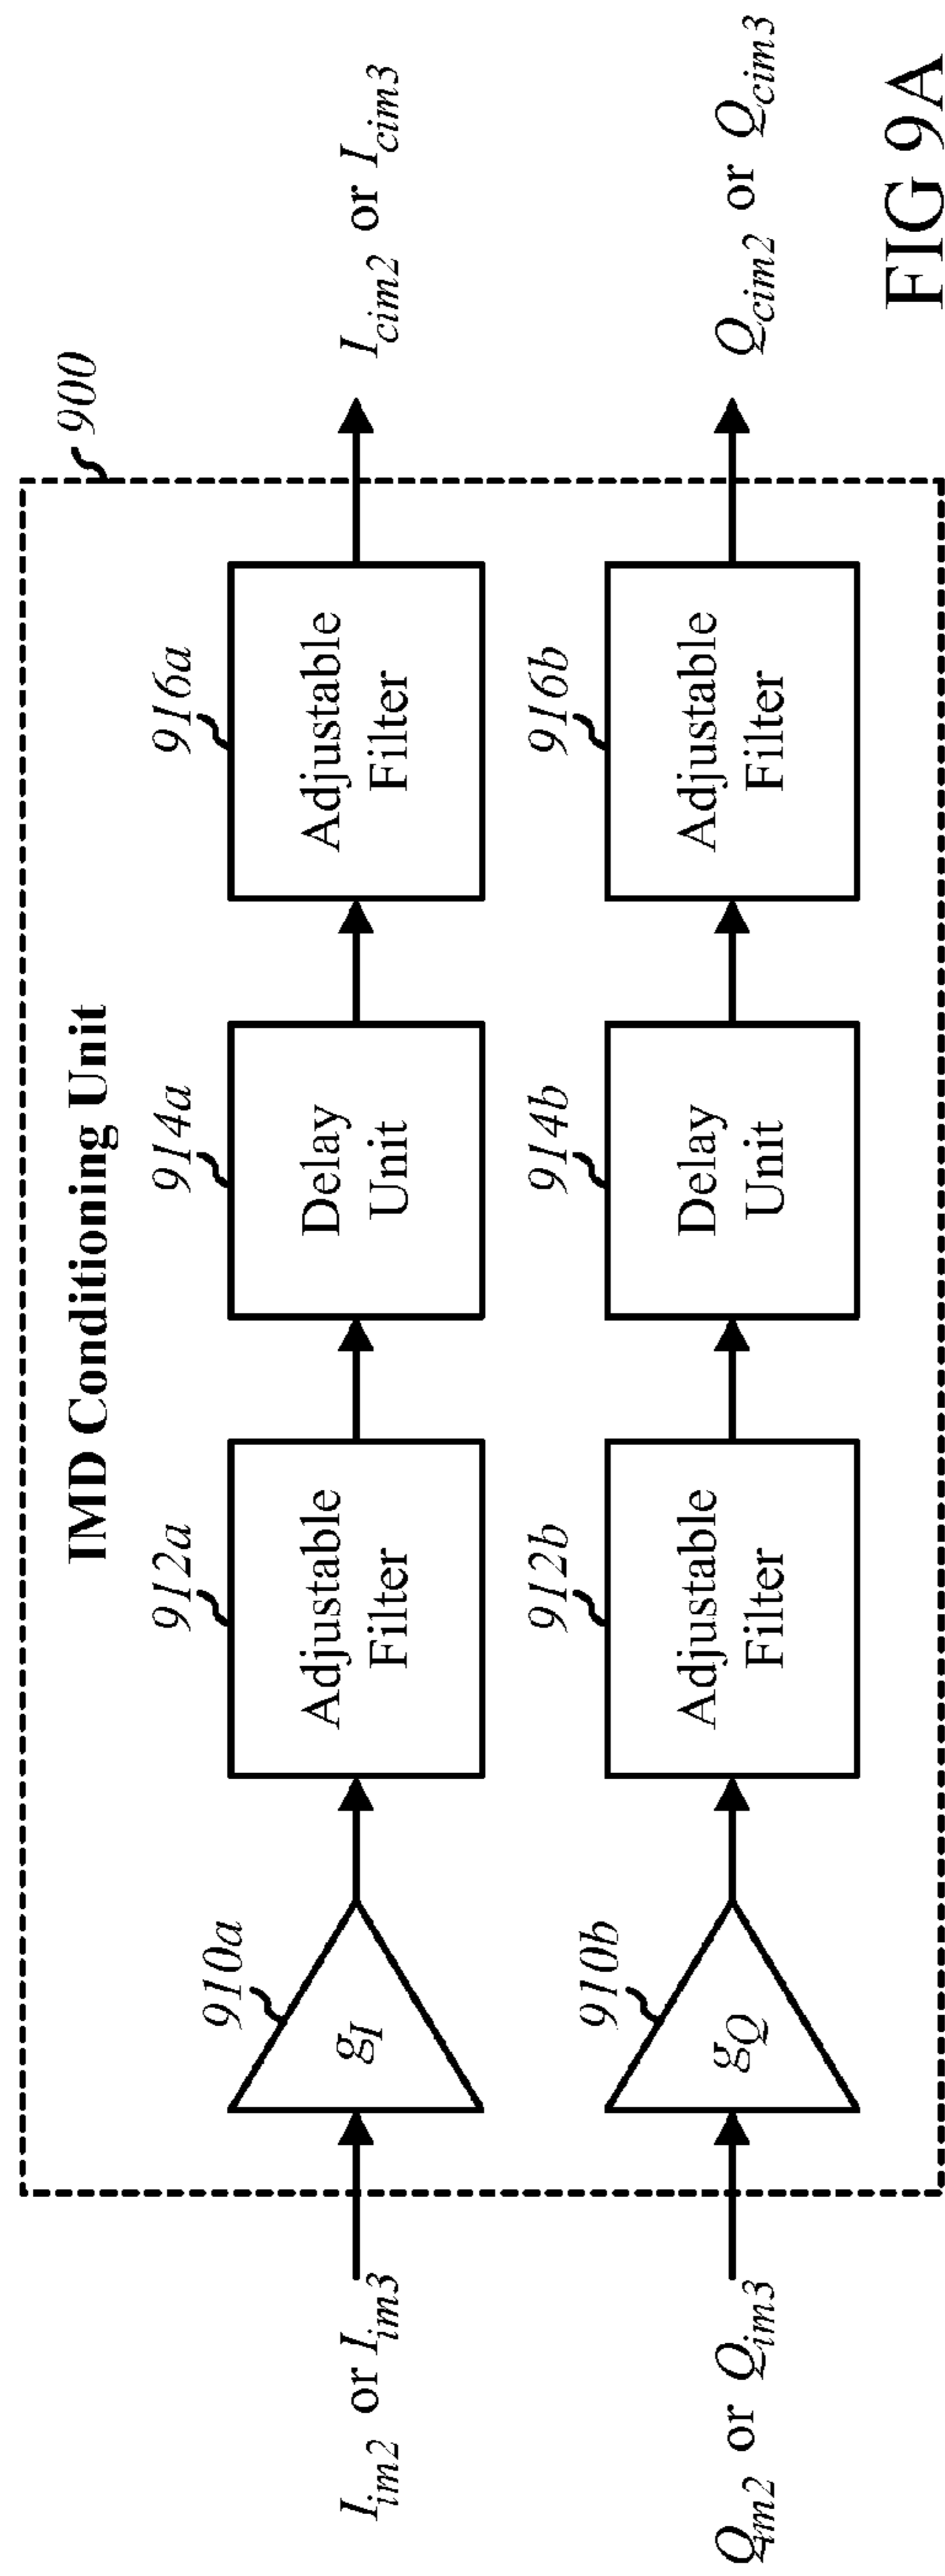 900
IMD Conditioning Unit
910a
912a
914a
916a
I_im2 or I_im3
g_I
Adjustable
Filter
Delay
Unit
Adjustable
Filter
I_cim2 or I_cim3
910b
912b
914b
916b
Q_im2 or Q_im3
g_Q
Adjustable
Filter
Delay
Unit
Adjustable
Filter
Q_cim2 or Q_cim3
FIG 9A